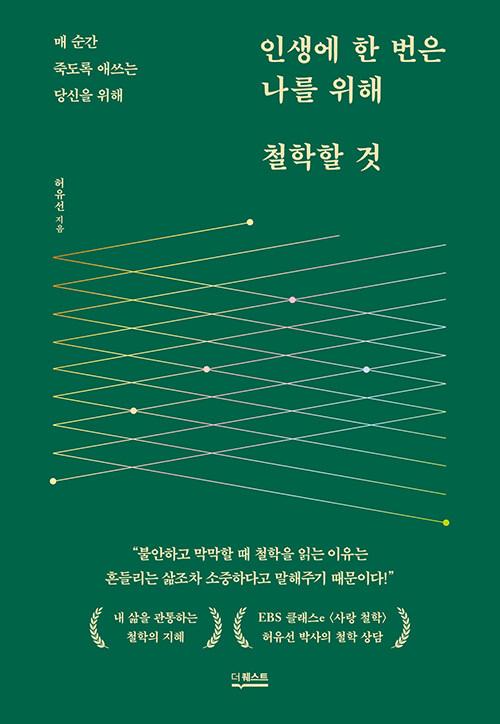 매 순간
죽도록 애쓰는
당신을 위해
인생에 한 번은
나를 위해
철학할 것
허유선 지음
“불안하고 막막할 때 철학을 읽는 이유는
흔들리는 삶조차 소중하다고 말해주기 때문이다!”
내 삶을 관통하는
철학의 지혜
EBS 클래스e 〈사랑 철학〉
허유선 박사의 철학 상담
더퀘스트